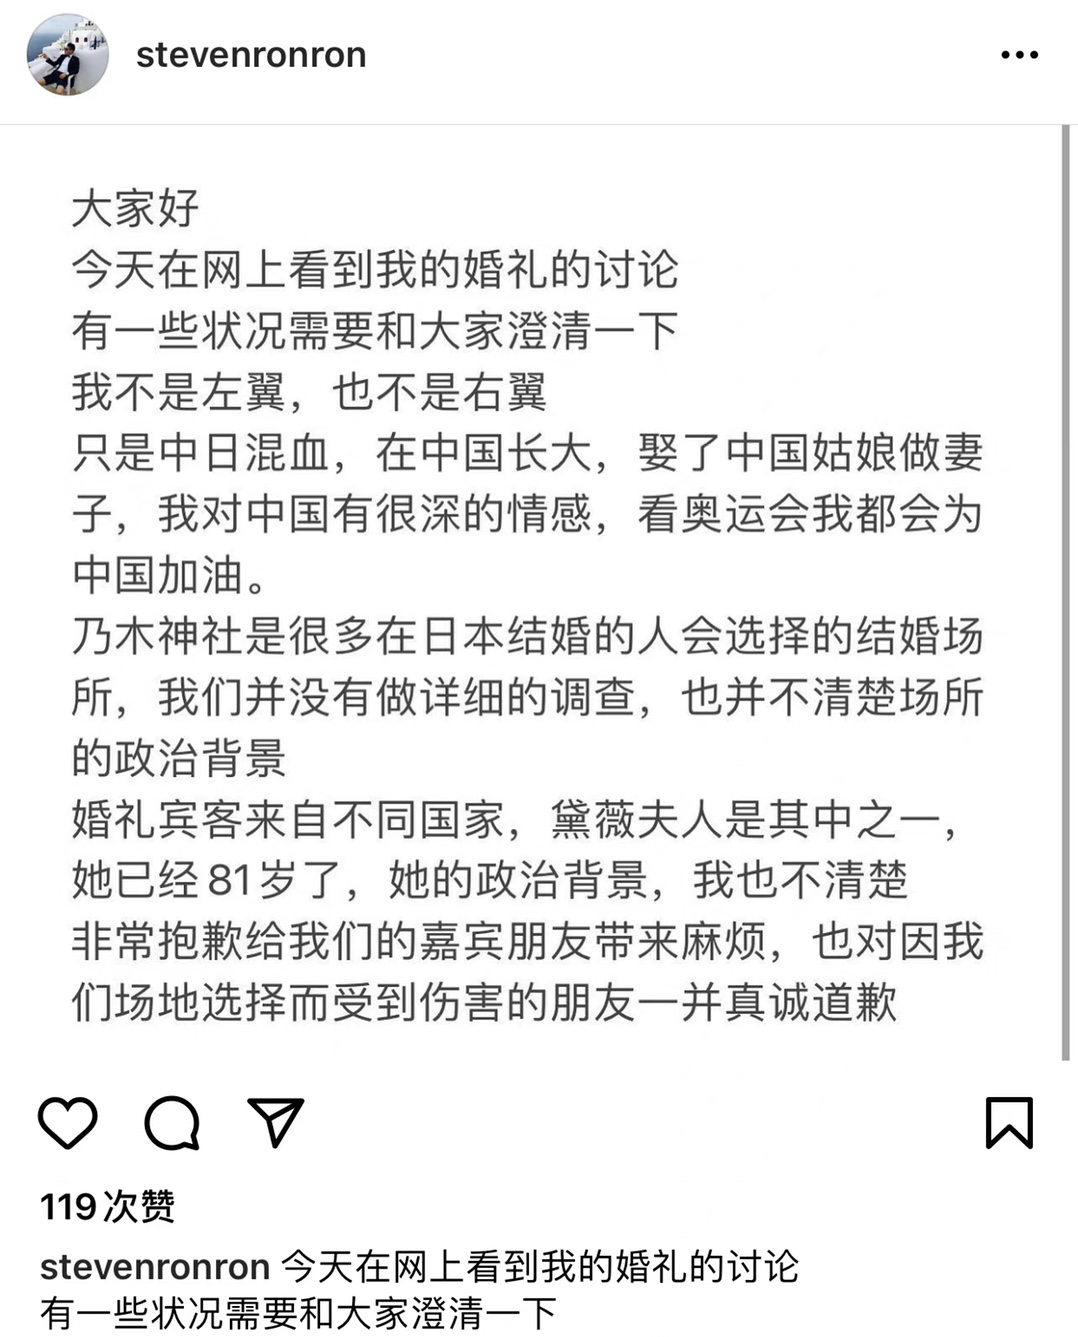 stevenronron
大家好
今天在网上看到我的婚礼的讨论
有一些状况需要和大家澄清一下
我不是左翼，也不是右翼
只是中日混血，在中国长大，娶了中国姑娘做妻
子，我对中国有很深的情感，看奥运会我都会为
中国加油。
乃木神社是很多在日本结婚的人会选择的结婚场
所，我们并没有做详细的调查，也并不清楚场所
的政治背景
婚礼宾客来自不同国家，黛薇夫人是其中之一，
她已经81岁了，她的政治背景，我也不清楚
非常抱歉给我们的嘉宾朋友带来麻烦，也对因我
们场地选择而受到伤害的朋友一并真诚道歉
119次赞
stevenronron 今天在网上看到我的婚礼的讨论
有一些状况需要和大家澄清一下